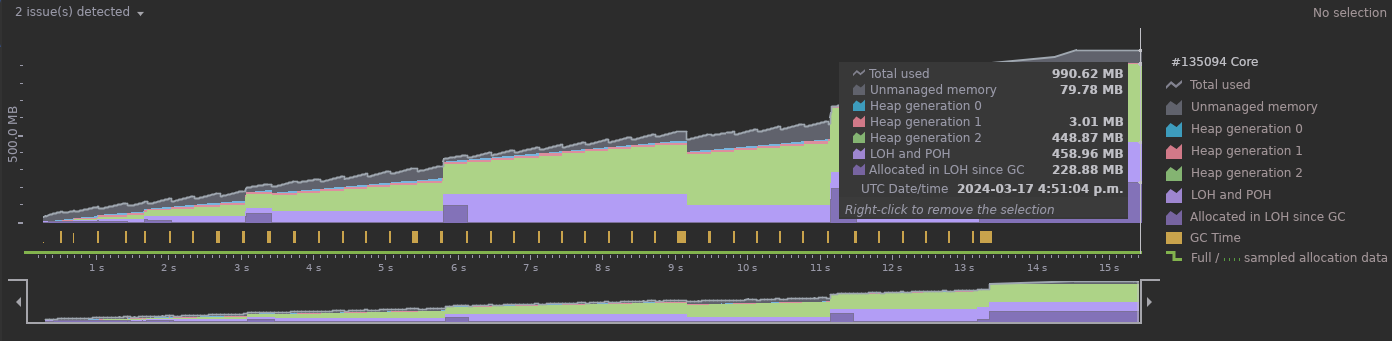 2 issue(s) detected
No selection
500.0 MB
Total used 990.62 MB
Unmanaged memory 79.78 MB
Heap generation 0
Heap generation 1 3.01 MB
Heap generation 2 448.87 MB
LOH and POH 458.96 MB
Allocated in LOH since GC 228.88 MB
UTC Date/time 2024-03-17 4:51:04 p.m.
Right-click to remove the selection
#135094 Core
Total used
Unmanaged memory
Heap generation 0
Heap generation 1
Heap generation 2
LOH and POH
Allocated in LOH since GC
GC Time
Full / sampled allocation data
1 s 2 s 3 s 4 s 5 s 6 s 7 s 8 s 9 s 10 s 11 s 12 s 13 s 14 s 15 s